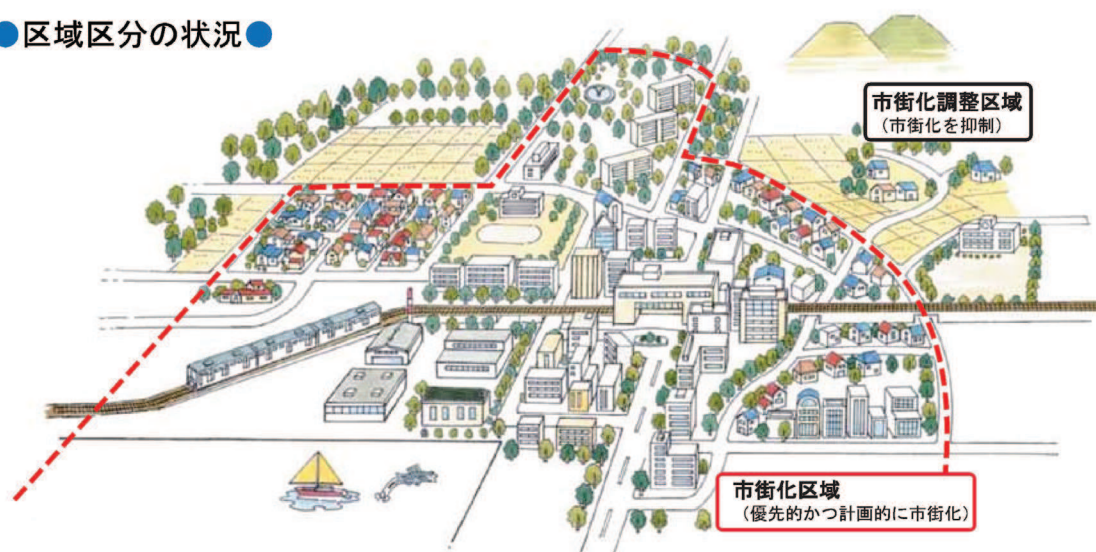 ●区域区分の状況●
市街化調整区域
（市街化を抑制）
市街化区域
（優先的かつ計画的に市街化）